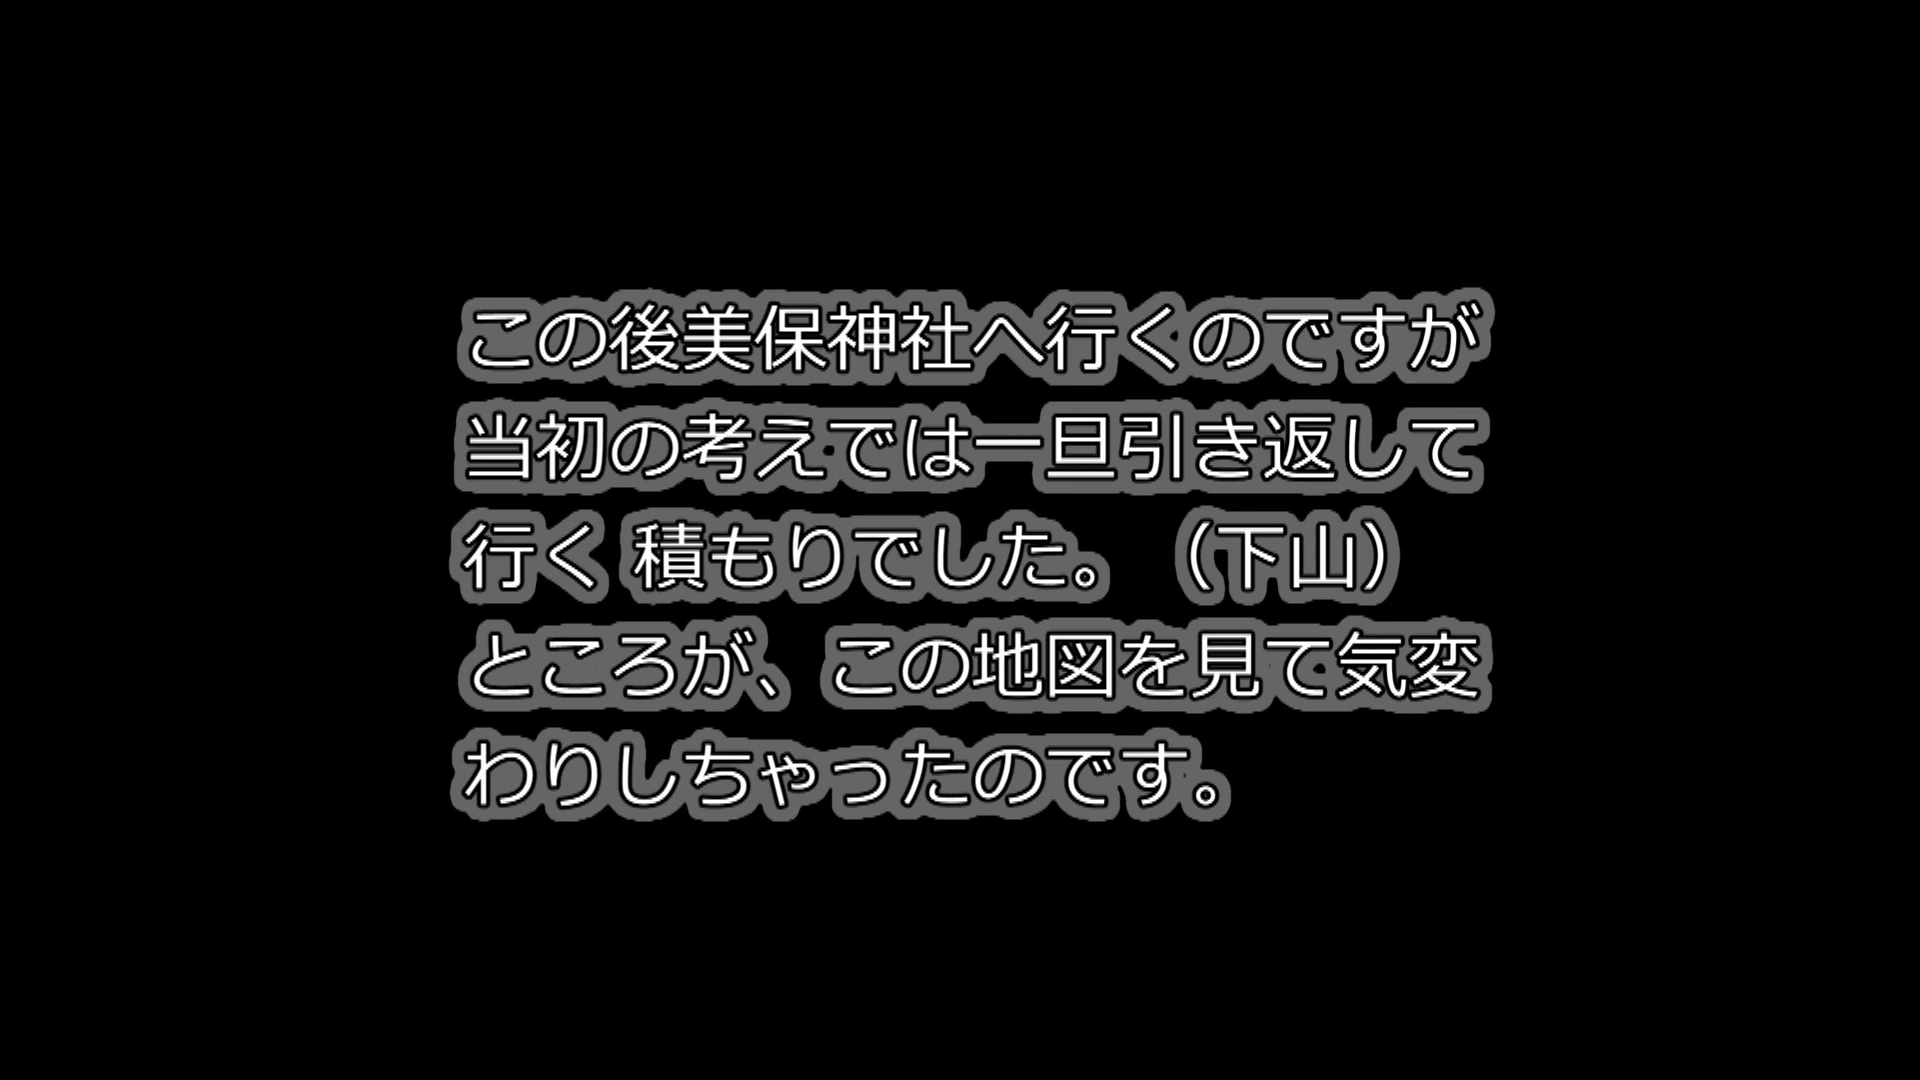 この後美保神社へ行くのですが
当初の考えでは一旦引き返して
行く 積もりでした。（下山）
ところが、この地図を見て気変
わりしちゃったのです。